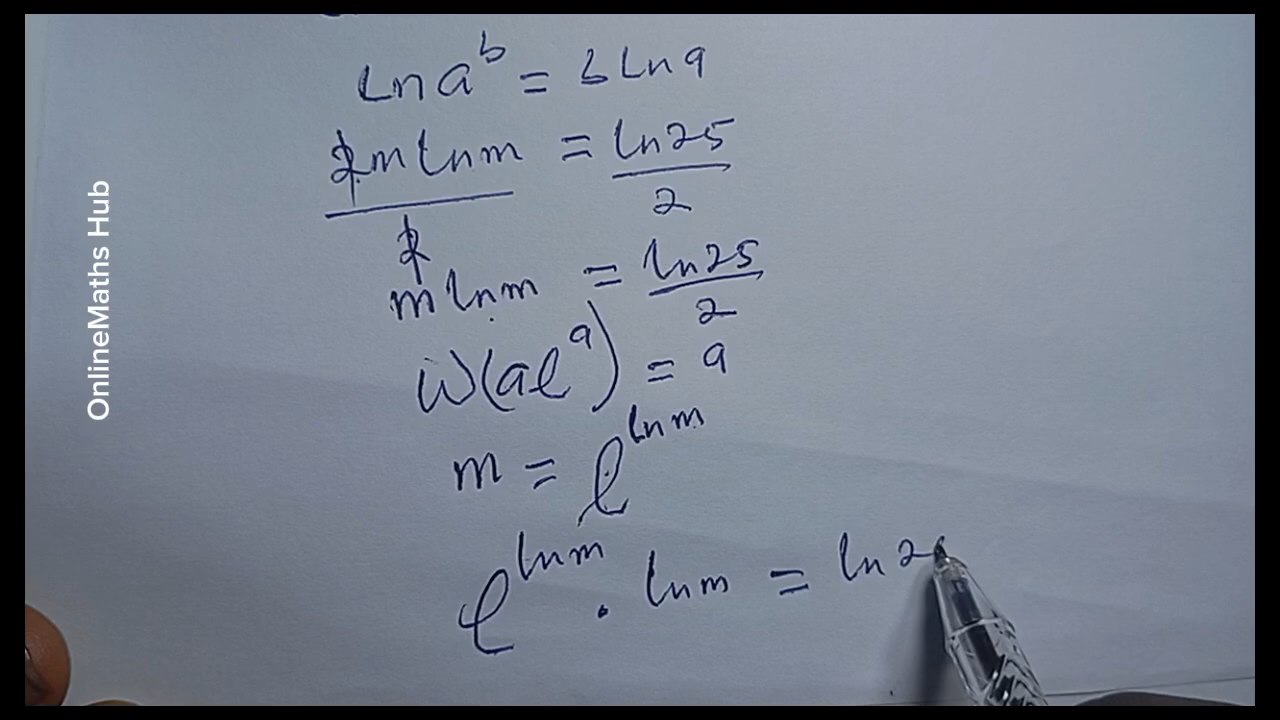 OnlineMaths Hub
ln a^b = b ln a
2m ln m = ln 25
2 2
m ln m = ln 25
2
W(ae^a) = a
m = e^ln m
e^ln m . ln m = ln 2